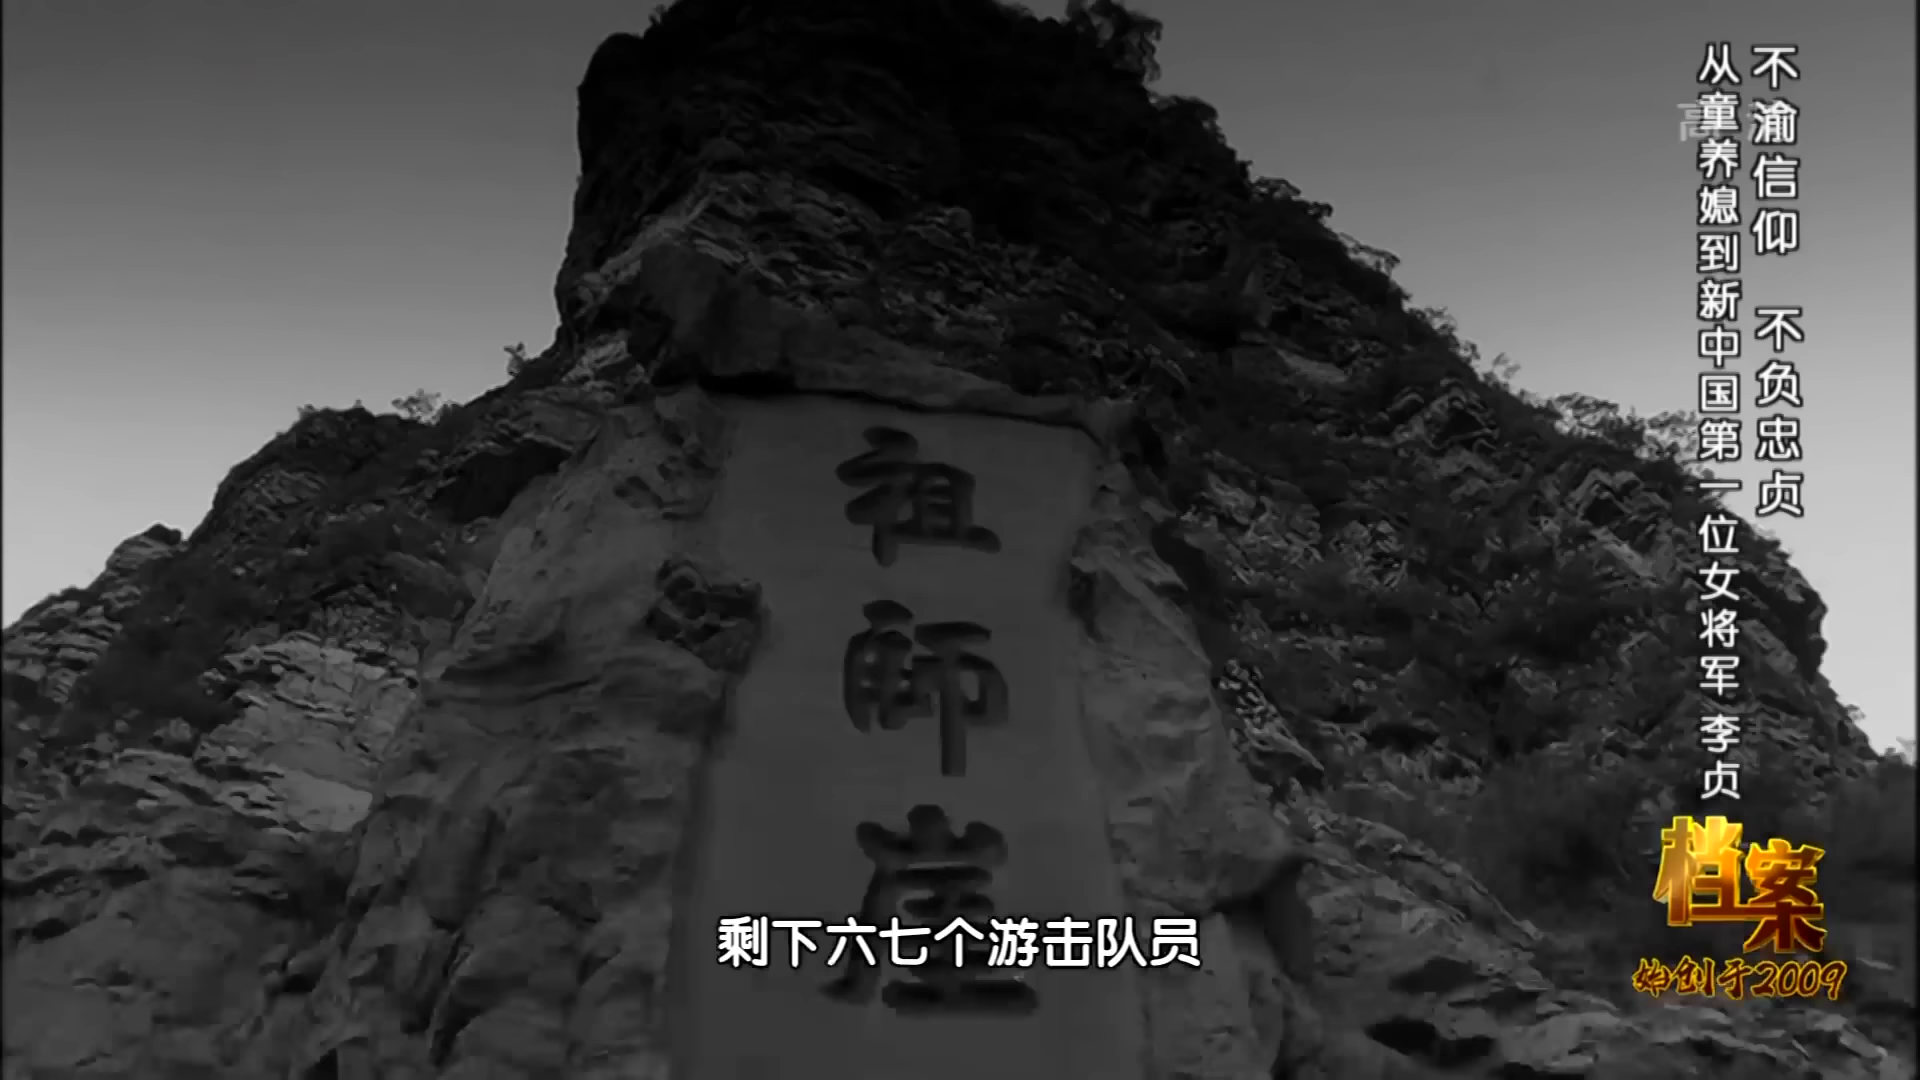 不渝信仰 不负忠贞
从童养媳到新中国第一位女将军李贞
祖師崖
剩下六七个游击队员
档案
始创于2009